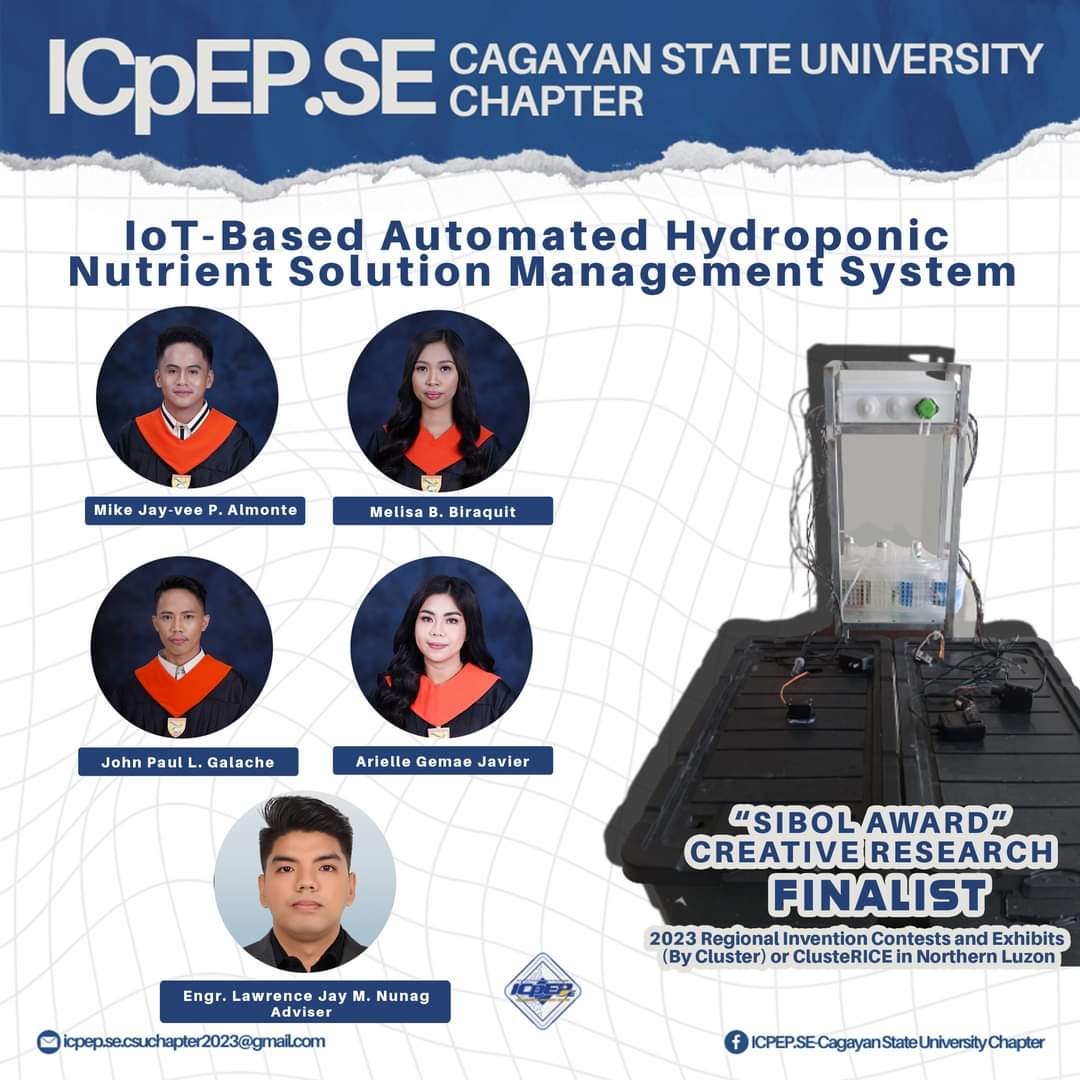 ICpEP.SE CAGAYAN STATE UNIVERSITY
CHAPTER
IoT-Based Automated Hydroponic
Nutrient Solution Management System
Mike Jay-vee P. Almonte
Melisa B. Biraquit
John Paul L. Galache
Arielle Gemae Javier
"SIBOL AWARD"
CREATIVE RESEARCH
FINALIST
2023 Regional Invention Contests and Exhibits
(By Cluster) or ClusteRICE in Northern Luzon
Engr. Lawrence Jay M. Nunag
Adviser
ICpEP.SE
icpep.se.csuchapter2023@gmail.com
ICPEP.SE-Cagayan State University Chapter